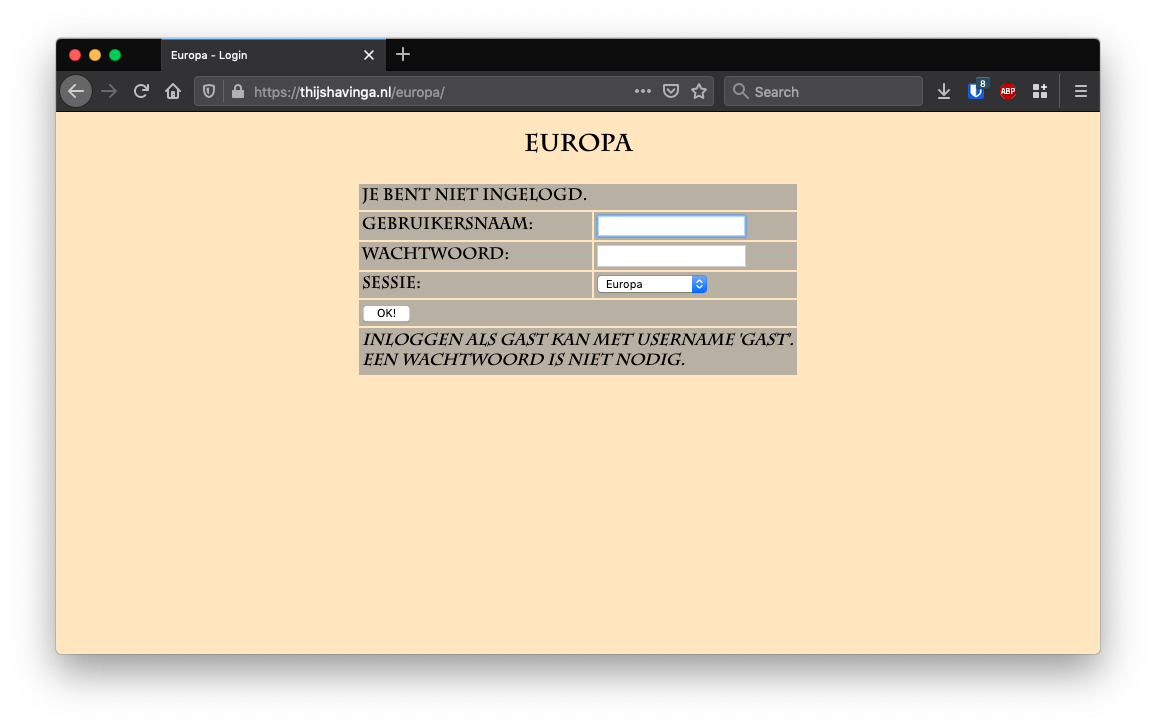 Europa - Login
https://thijshavinga.nl/europa/
Search
8
ABP
EUROPA
JE BENT NIET INGELOGD.
GEBRUIKERSNAAM:
WACHTWOORD:
SESSIE:
Europa
OK!
INLOGGEN ALS GAST KAN MET USERNAME 'GAST'.
EEN WACHTWOORD IS NIET NODIG.